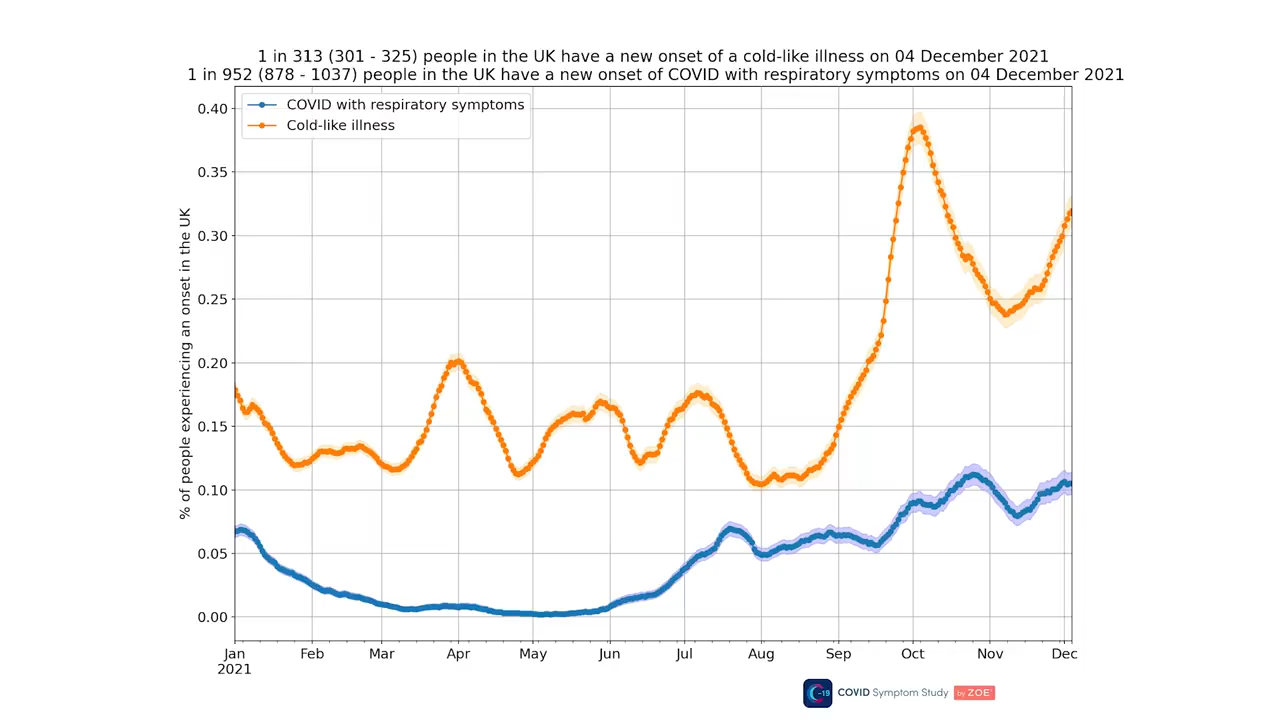 1 in 313 (301 - 325) people in the UK have a new onset of a cold-like illness on 04 December 2021
1 in 952 (878 - 1037) people in the UK have a new onset of COVID with respiratory symptoms on 04 December 2021
COVID with respiratory symptoms
Cold-like illness
% of people experiencing an onset in the UK
0.40
0.35
0.30
0.25
0.20
0.15
0.10
0.05
0.00
Jan Feb Mar Apr May Jun Jul Aug Sep Oct Nov Dec
2021
C-19 COVID Symptom Study by ZOE